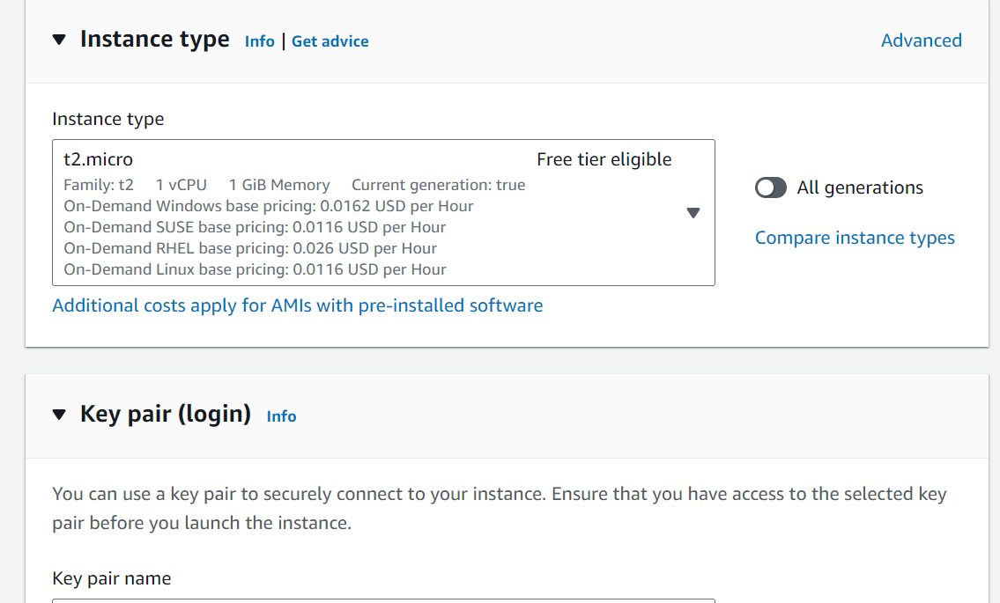 Instance type Info | Get advice Advanced
Instance type
t2.micro Free tier eligible
Family: t2 1 vCPU 1 GiB Memory Current generation: true
On-Demand Windows base pricing: 0.0162 USD per Hour
On-Demand SUSE base pricing: 0.0116 USD per Hour
On-Demand RHEL base pricing: 0.026 USD per Hour
On-Demand Linux base pricing: 0.0116 USD per Hour
All generations
Compare instance types
Additional costs apply for AMIs with pre-installed software
Key pair (login) Info
You can use a key pair to securely connect to your instance. Ensure that you have access to the selected key
pair before you launch the instance.
Key pair name